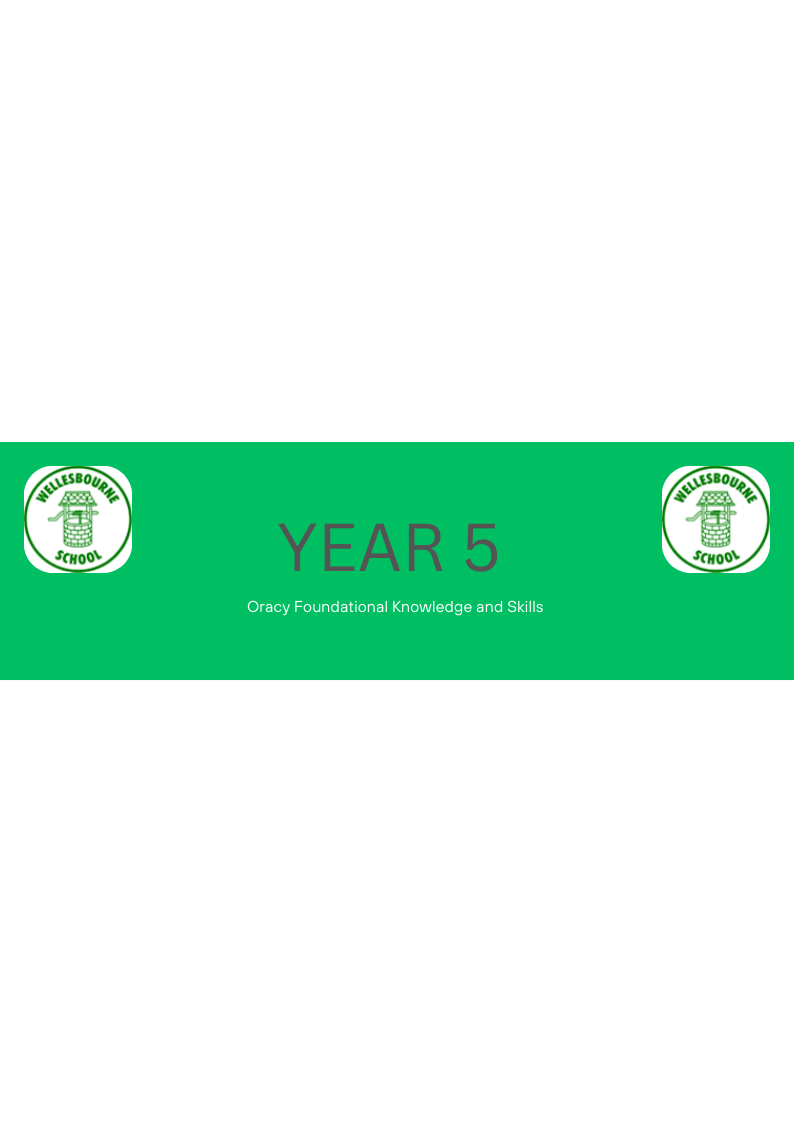 WELLESBOURNE
SCHOOL
WELLESBOURNE
SCHOOL
YEAR 5
Oracy Foundational Knowledge and Skills